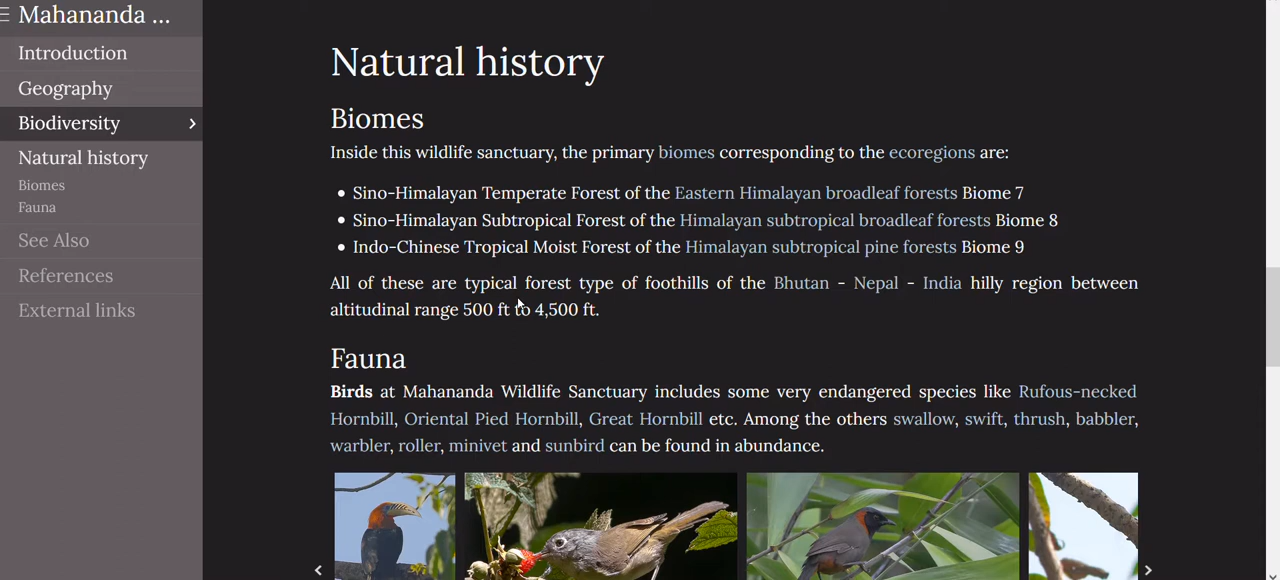 Mahananda ...
Introduction
Geography
Biodiversity
Natural history
Biomes
Fauna
See Also
References
External links
Natural history
Biomes
Inside this wildlife sanctuary, the primary biomes corresponding to the ecoregions are:
Sino-Himalayan Temperate Forest of the Eastern Himalayan broadleaf forests Biome 7
Sino-Himalayan Subtropical Forest of the Himalayan subtropical broadleaf forests Biome 8
Indo-Chinese Tropical Moist Forest of the Himalayan subtropical pine forests Biome 9
All of these are typical forest type of foothills of the Bhutan - Nepal - India hilly region between
altitudinal range 500 ft to 4,500 ft.
Fauna
Birds at Mahananda Wildlife Sanctuary includes some very endangered species like Rufous-necked
Hornbill, Oriental Pied Hornbill, Great Hornbill etc. Among the others swallow, swift, thrush, babbler,
warbler, roller, minivet and sunbird can be found in abundance.